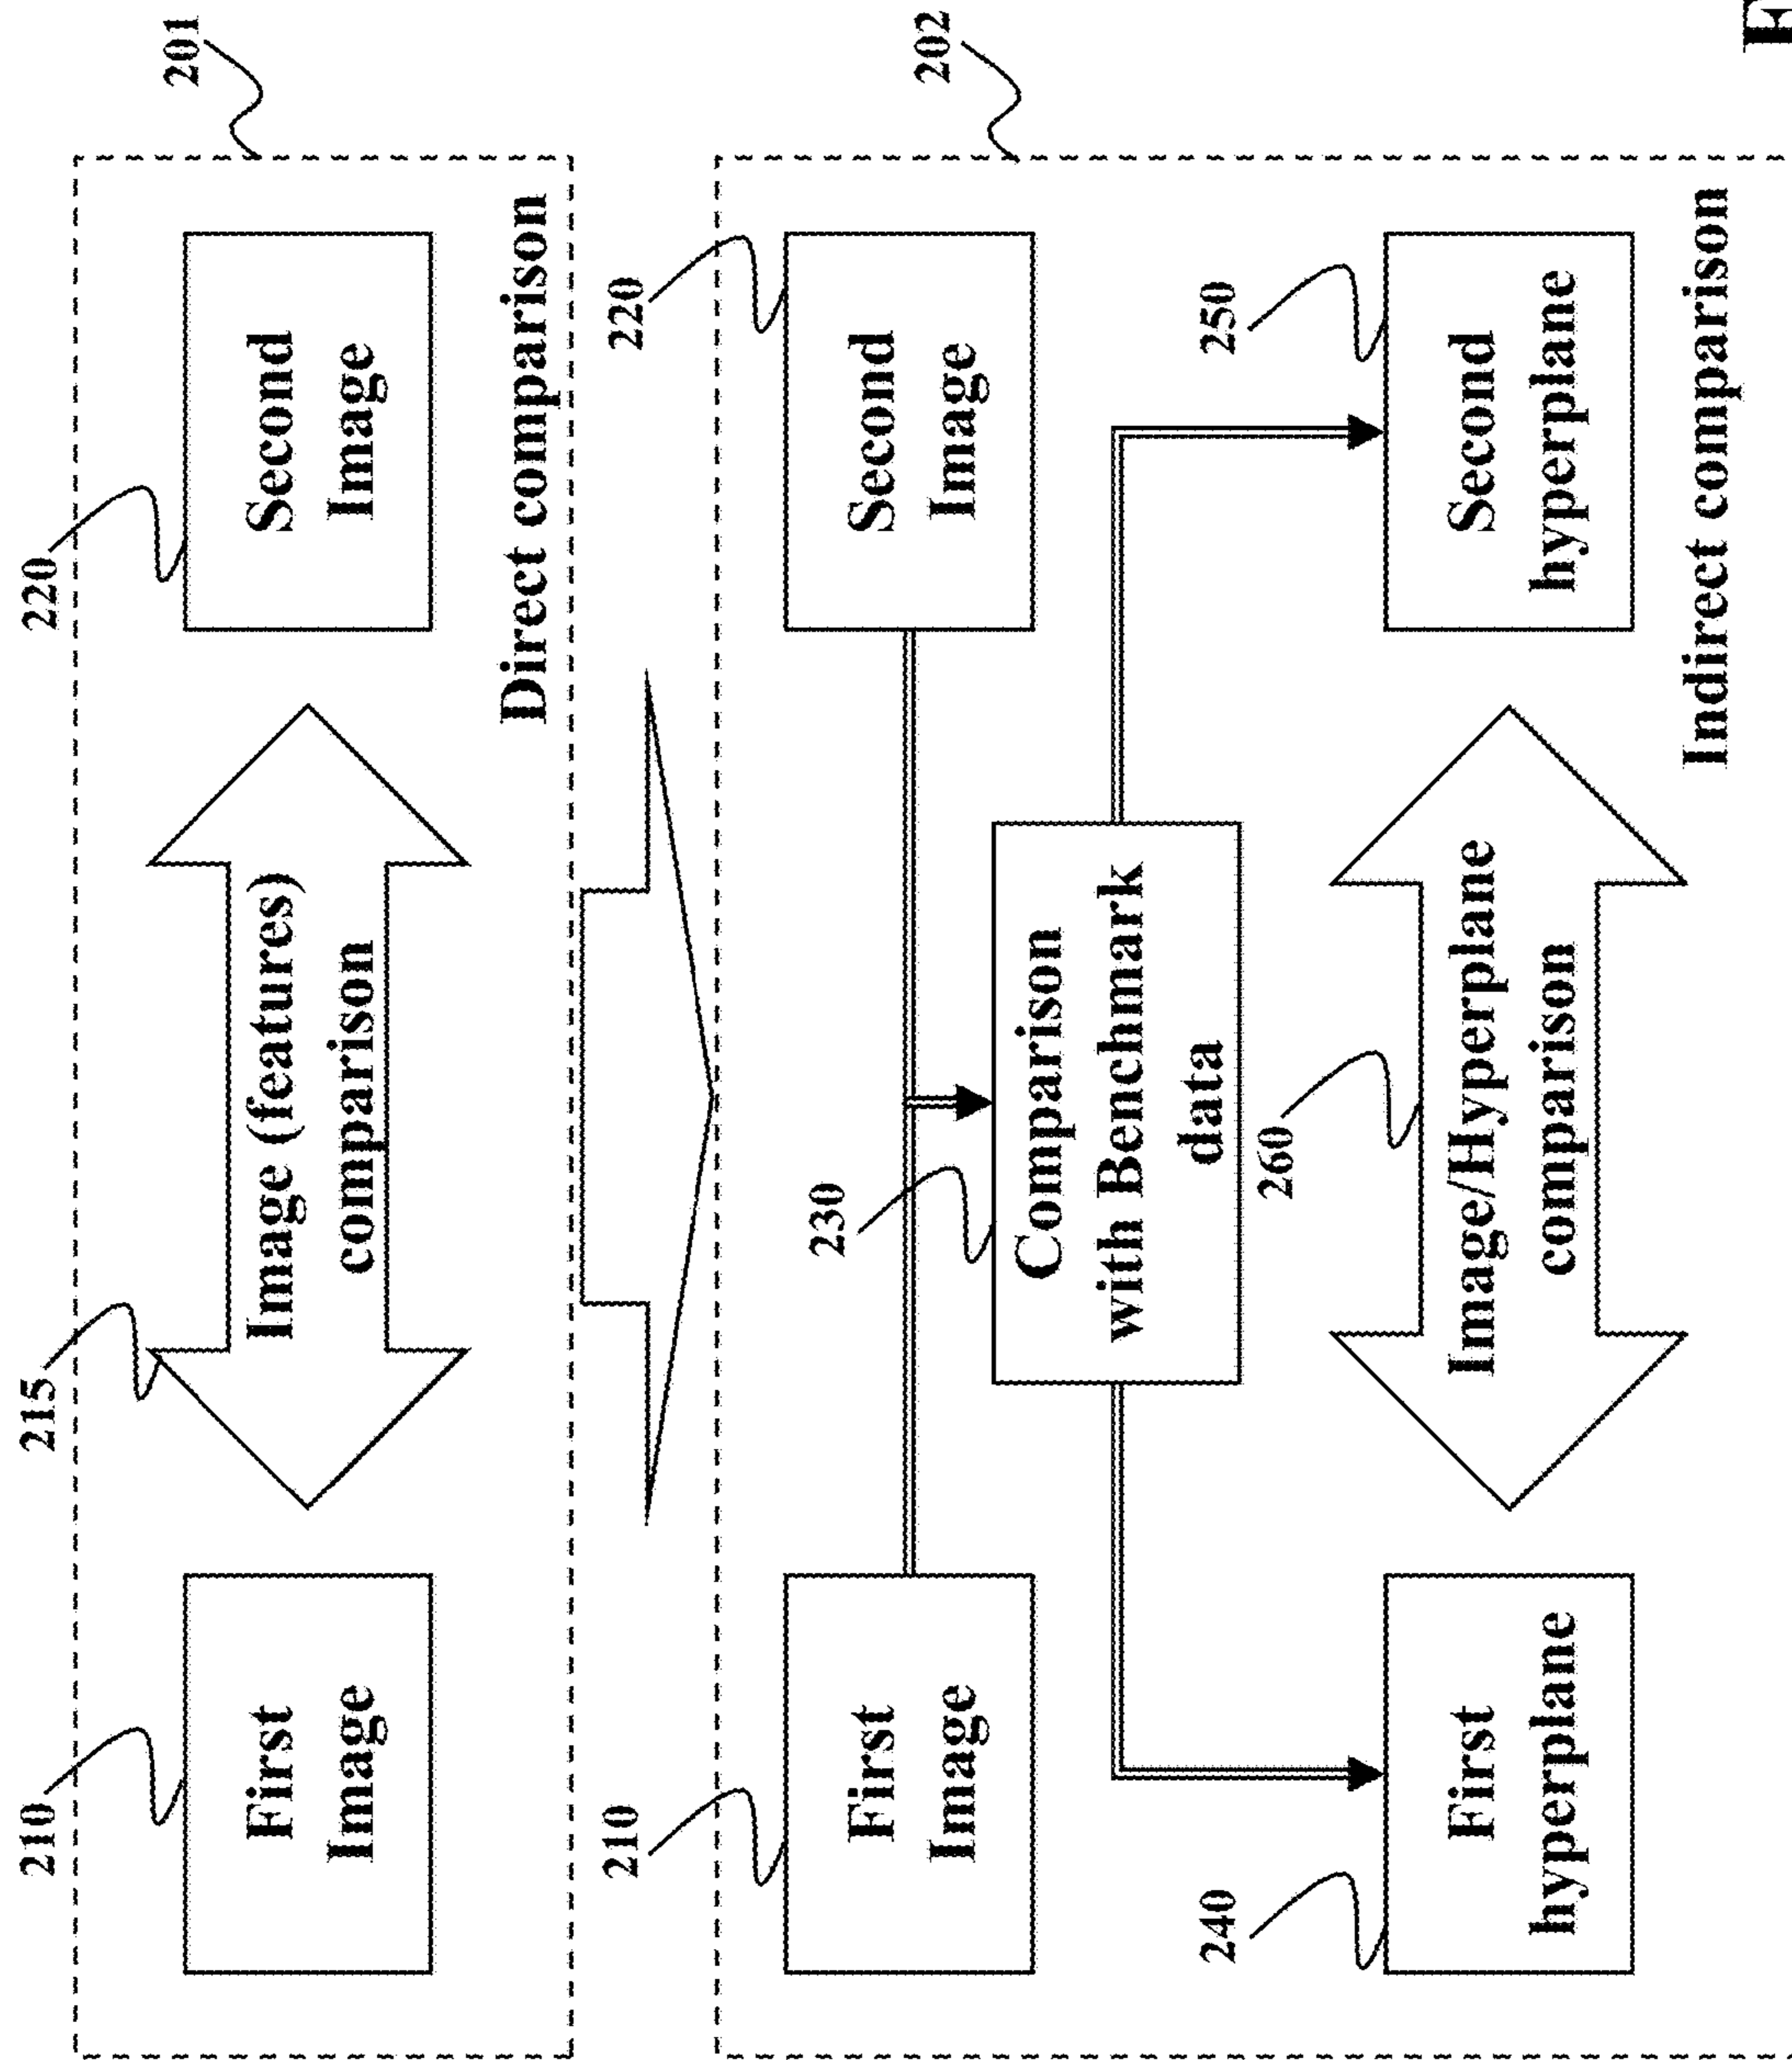 201
210
215
220
First
Image
Image (features)
comparison
Second
Image
Direct comparison
202
210
220
First
Image
Second
Image
230
Comparison
with Benchmark
data
240
250
260
First
hyperplane
Image/Hyperplane
comparison
Second
hyperplane
Indirect comparison